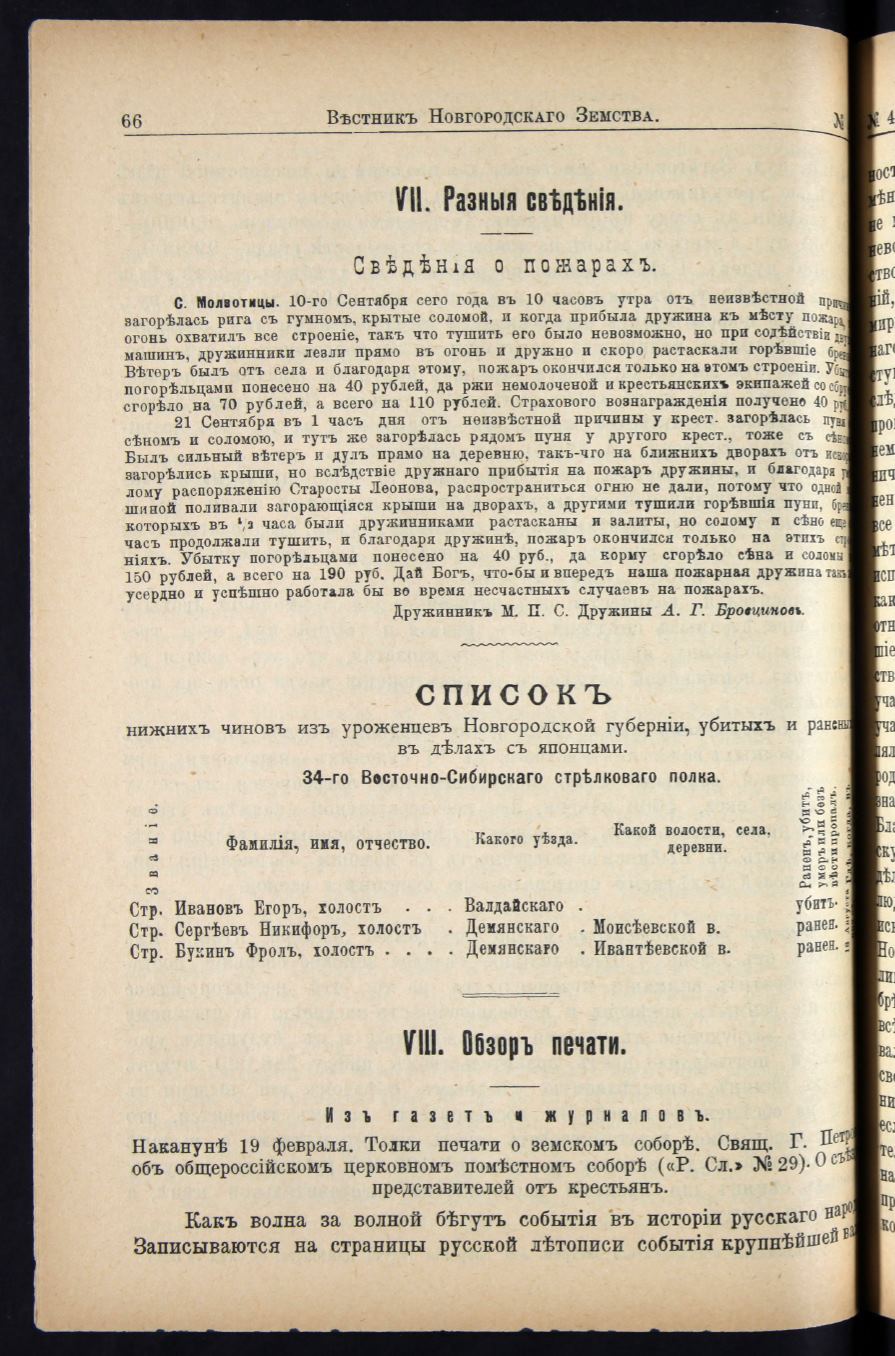 66
Вѣстникъ Новгородскаго Земства.
№
VII. Разныя свѣдѣнія.
Свѣдѣнія о пожарахъ.
С. Молвотицы. 10-го Сентября сего года въ 10 часовъ утра отъ неизвѣстной
загорѣлась рига съ гумномъ, крытые соломой, и когда прибыла дружина къ мѣсту пожара,
огонь охватилъ все строеніе, такъ что тушить его было невозможно, но при содѣйствіи
машинъ, дружинники лезли прямо въ огонь и дружно и скоро растаскали горѣвшіе
Вѣтеръ былъ отъ села и благодаря этому, пожаръ окончился только на этомъ строеніи.
погорѣльцами понесено на 40 рублей, да ржи немолоченой и крестьянскихъ экипажей со
сгорѣло на 70 рублей, а всего на 110 рублей. Страхового вознагражденія получено 40 руб.
21 Сентября въ 1 часъ дня отъ неизвѣстной причины у крест. загорѣлась пуня
сѣномъ и соломою, и тутъ же загорѣлась рядомъ пуня у другого крест., тоже съ
Былъ сильный вѣтеръ и дулъ прямо на деревню, такъ-что на ближнихъ дворахъ отъ
загорѣлись крыши, но вслѣдствіе дружнаго прибытія на пожаръ дружины, и благодаря
лому распоряженію Старосты Леонова, распространиться огню не дали, потому что одной
шиной поливали загорающіяся крыши на дворахъ, а другими тушили горѣвшія пуни,
которыхъ въ ¹/₂ часа были дружинниками растасканы и залиты, но солому и сѣно еще
часъ продолжали тушить, и благодаря дружинѣ, пожаръ окончился только на этихъ
ніяхъ. Убытку погорѣльцами понесено на 40 руб., да корму сгорѣло сѣна и соломы
150 рублей, а всего на 190 руб. Дай Богъ, что-бы и впередъ наша пожарная дружина
усердно и успѣшно работала бы во время несчастныхъ случаевъ на пожарахъ.
Дружинникъ М. П. С. Дружины А. Г. Бровциновъ.
СПИСОКЪ
нижнихъ чиновъ изъ уроженцевъ Новгородской губерніи, убитыхъ и
въ дѣлахъ съ японцами.
34-го Восточно-Сибирскаго стрѣлковаго полка.
Званіе.
Фамилія, имя, отчество.
Какого уѣзда.
Какой волости, села,
деревни.
Раненъ, убитъ,
умеръ или безъ
вѣсти пропалъ.
Стр. Ивановъ Егоръ, холостъ . . . Валдайскаго . убитъ.
Стр. Сергѣевъ Никифоръ, холостъ . Демянскаго . Моисѣевской в. ранен.
Стр. Букинъ Фролъ, холостъ . . . . Демянскаго . Ивантѣевской в. ранен.
VIII. Обзоръ печати.
Изъ газетъ и журналовъ.
Наканунѣ 19 февраля. Толки печати о земскомъ соборѣ. Свящ. Г.
объ общероссійскомъ церковномъ помѣстномъ соборѣ («Р. Сл.» № 29). О
представителей отъ крестьянъ.
Какъ волна за волной бѣгутъ событія въ исторіи русскаго
Записываются на страницы русской лѣтописи событія крупнѣйшей